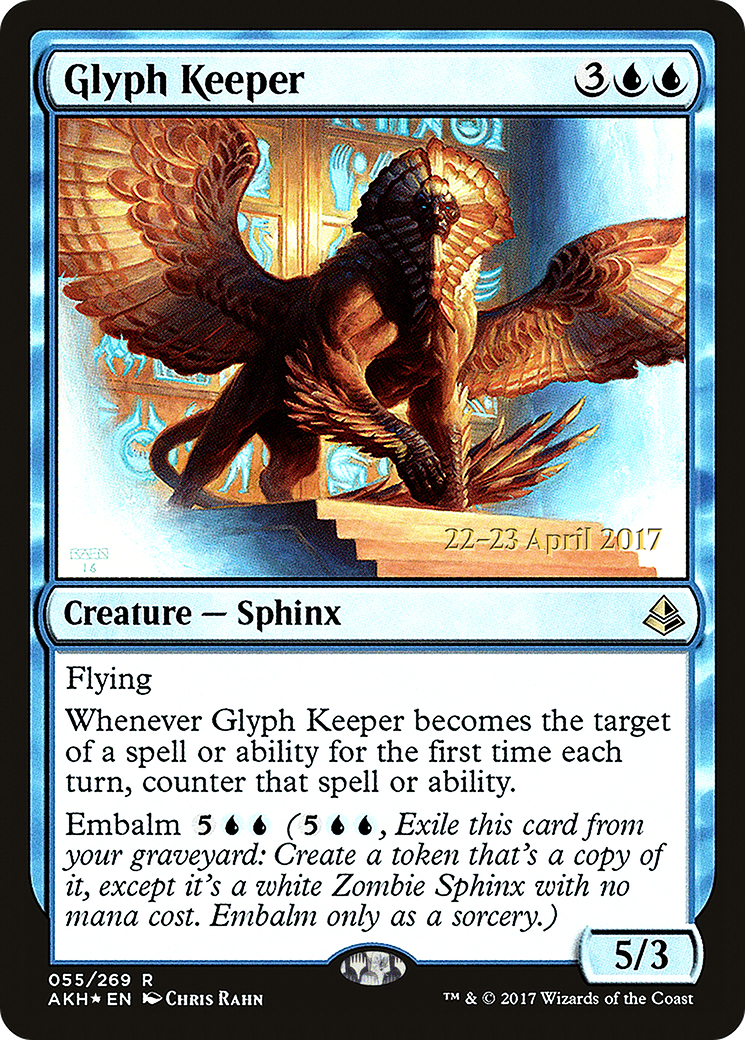 Glyph Keeper 3
RAHN
16
22–23 April 2017
Creature — Sphinx
Flying
Whenever Glyph Keeper becomes the target
of a spell or ability for the first time each
turn, counter that spell or ability.
Embalm 5 (5, Exile this card from
your graveyard: Create a token that's a copy of
it, except it's a white Zombie Sphinx with no
mana cost. Embalm only as a sorcery.)
5/3
055/269 R
AKH★EN Chris Rahn
™ & © 2017 Wizards of the Coast